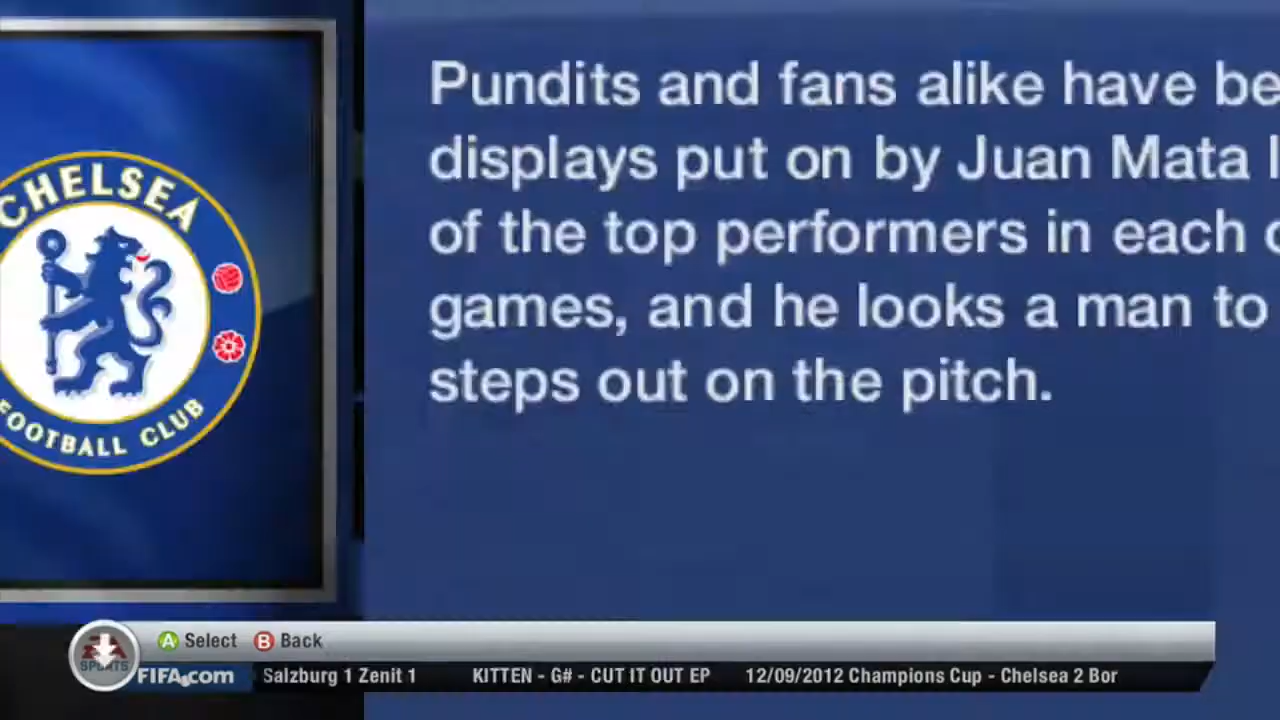 CHELSEA
FOOTBALL CLUB
Pundits and fans alike have be
displays put on by Juan Mata l
of the top performers in each o
games, and he looks a man to
steps out on the pitch.
A Select B Back
EA
SPORTS
FIFA.com Salzburg 1 Zenit 1 KITTEN - G# - CUT IT OUT EP 12/09/2012 Champions Cup - Chelsea 2 Bor